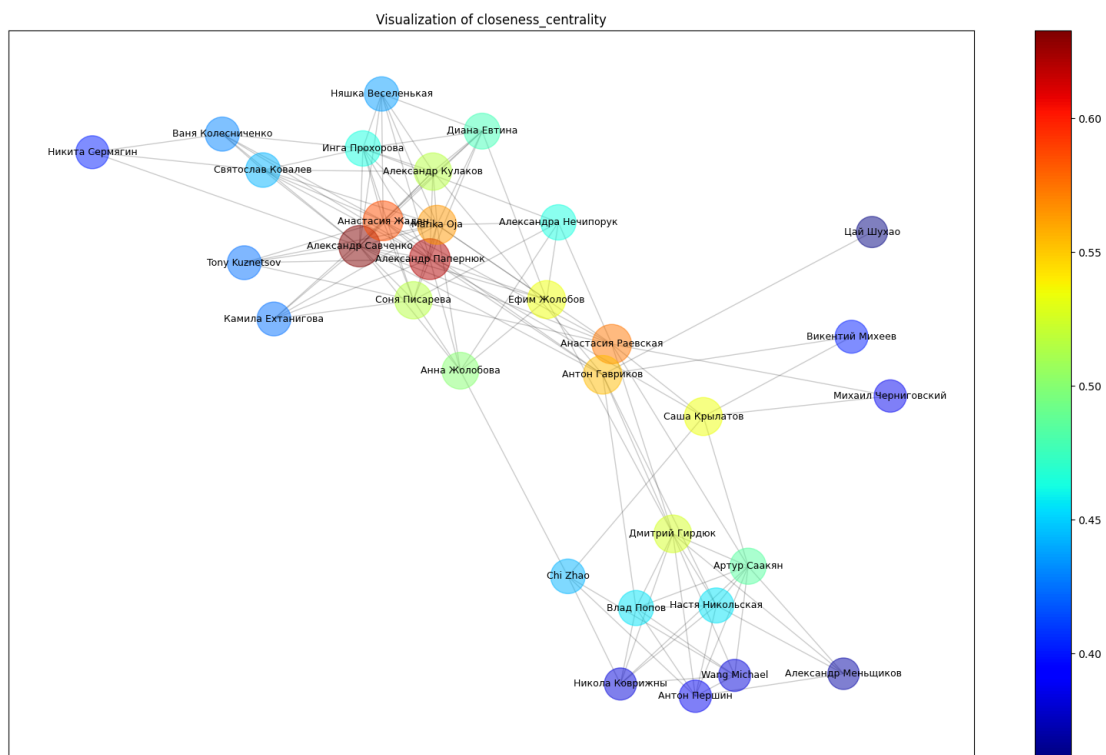 Visualization of closeness_centrality
Няшка Веселенькая
Диана Евтина
Ваня Колесниченко
Никита Сермягин
Инга Прохорова
Святослав Ковалев
Александр Кулаков
Анастасия Жаден
Marika Oja
Александра Нечипорук
Цай Шухао
Александр Савченко
Александр Папернюк
Tony Kuznetsov
Соня Писарева
Ефим Жолобов
Камила Ехтанигова
Анастасия Раевская
Викентий Михеев
Анна Жолобова
Антон Гавриков
Михаил Черниговский
Саша Крылатов
Дмитрий Гирдюк
Артур Саакян
Chi Zhao
Влад Попов
Настя Никольская
Никола Коврижны
Wang Michael
Александр Меньщиков
Антон Першин
0.60
0.55
0.50
0.45
0.40